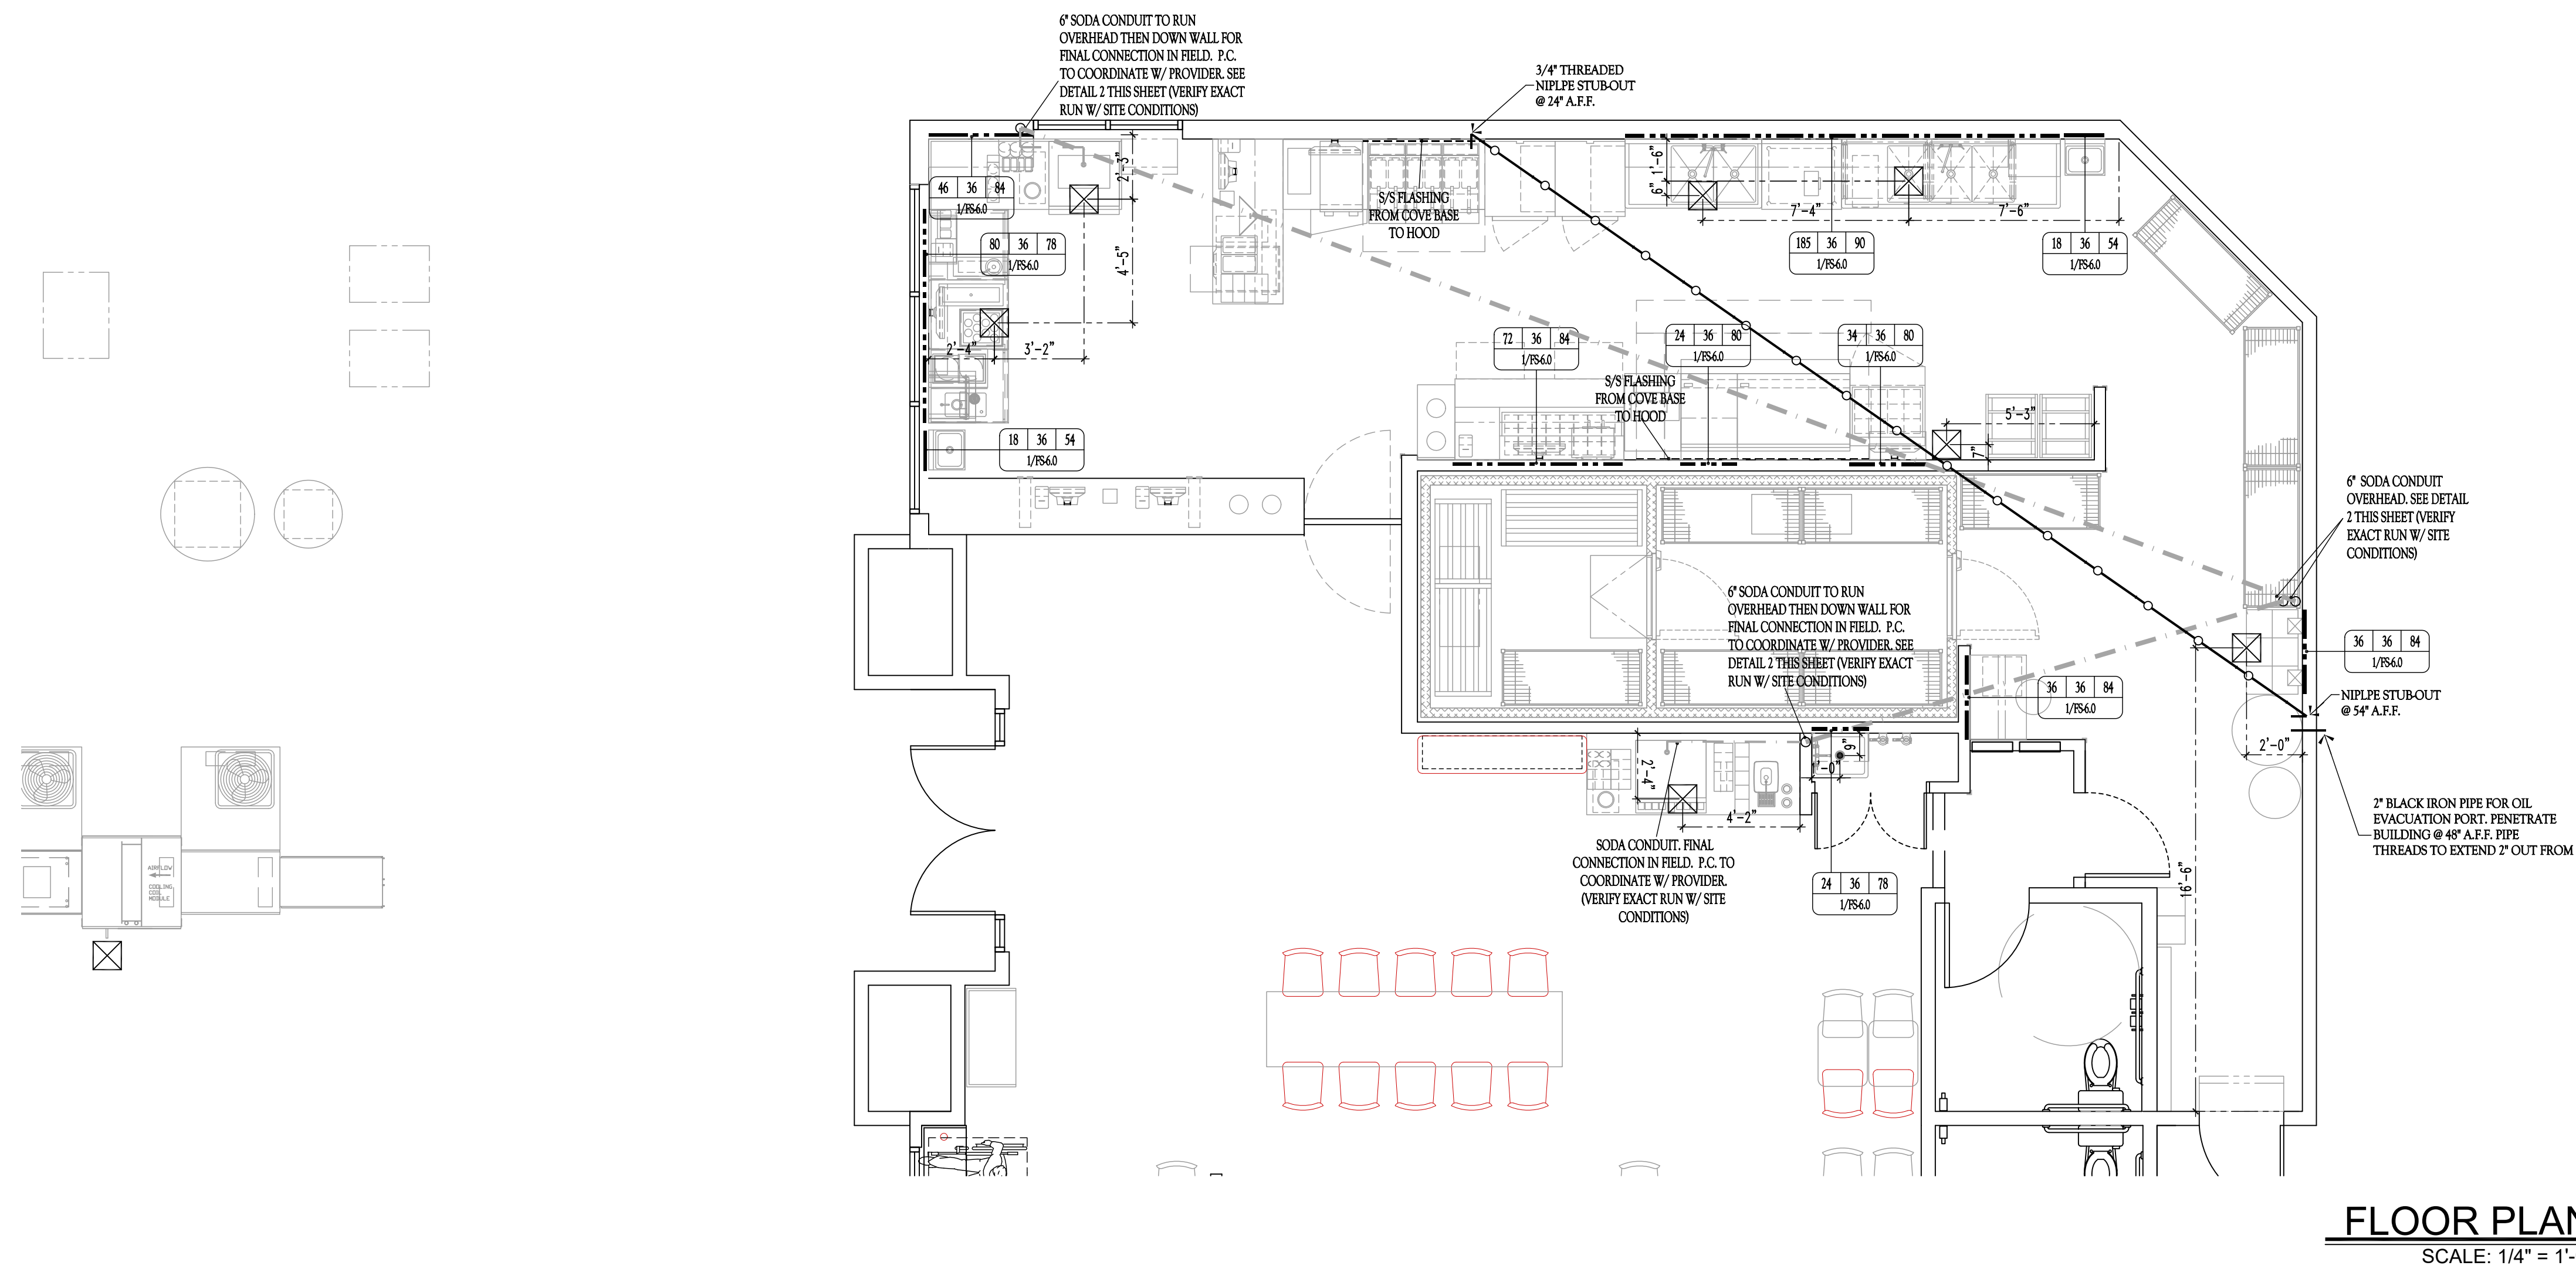 6" SODA CONDUIT TO RUN
OVERHEAD THEN DOWN WALL FOR
FINAL CONNECTION IN FIELD. P.C.
TO COORDINATE W/ PROVIDER. SEE
DETAIL 2 THIS SHEET (VERIFY EXACT
RUN W/ SITE CONDITIONS)
3/4" THREADED
NIPLPE STUB-OUT
@ 24" A.F.F.
2'-3"
4'-5"
46 36 84
1/FS-6.0
80 36 78
1/FS-6.0
2'-4"
3'-2"
18 36 54
1/FS-6.0
S/S FLASHING
FROM COVE BASE
TO HOOD
1'-6"
6"
7'-4"
7'-6"
185 36 90
1/FS-6.0
18 36 54
1/FS-6.0
72 36 84
1/FS-6.0
24 36 80
1/FS-6.0
34 36 80
1/FS-6.0
S/S FLASHING
FROM COVE BASE
TO HOOD
5'-3"
7"
6" SODA CONDUIT
OVERHEAD. SEE DETAIL
2 THIS SHEET (VERIFY
EXACT RUN W/ SITE
CONDITIONS)
6" SODA CONDUIT TO RUN
OVERHEAD THEN DOWN WALL FOR
FINAL CONNECTION IN FIELD. P.C.
TO COORDINATE W/ PROVIDER. SEE
DETAIL 2 THIS SHEET (VERIFY EXACT
RUN W/ SITE CONDITIONS)
36 36 84
1/FS-6.0
36 36 84
1/FS-6.0
NIPLPE STUB-OUT
@ 54" A.F.F.
2'-0"
9"
1'-0"
2'-4"
4'-2"
2" BLACK IRON PIPE FOR OIL
EVACUATION PORT. PENETRATE
BUILDING @ 48" A.F.F. PIPE
THREADS TO EXTEND 2" OUT FROM
SODA CONDUIT. FINAL
CONNECTION IN FIELD. P.C. TO
COORDINATE W/ PROVIDER.
(VERIFY EXACT RUN W/ SITE
CONDITIONS)
24 36 78
1/FS-6.0
16'-6"
AIRFLOW
COOLING
COIL
MODULE
FLOOR PLAN
SCALE: 1/4" = 1'-